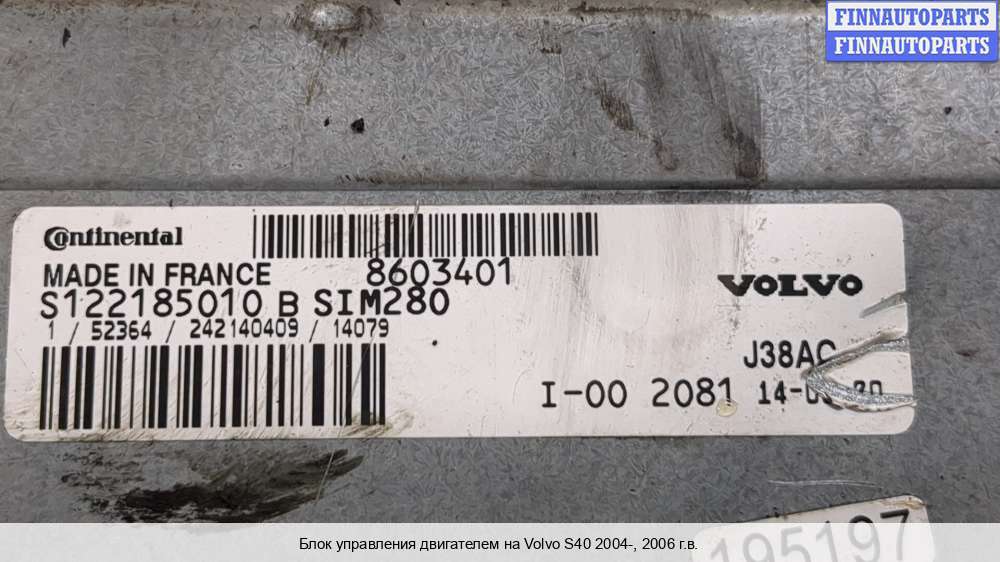 FINNAUTOPARTS
FINNAUTOPARTS
Continental
MADE IN FRANCE 8603401
S122185010 B SIM280
1 / 52364 / 242140409 / 14079
VOLVO
I-00 2081
195197
Блок управления двигателем на Volvo S40 2004-, 2006 г.в.